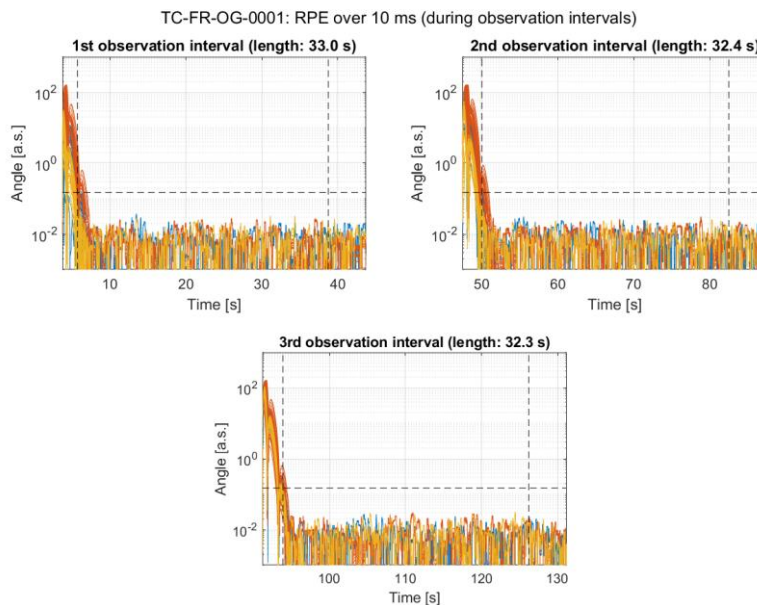 TC-FR-OG-0001: RPE over 10 ms (during observation intervals)
1st observation interval (length: 33.0 s)
10²
10⁰
10⁻²
Angle [a.s.]
10 20 30 40
Time [s]
2nd observation interval (length: 32.4 s)
10²
10⁰
10⁻²
Angle [a.s.]
50 60 70 80
Time [s]
3rd observation interval (length: 32.3 s)
10²
10⁰
10⁻²
Angle [a.s.]
100 110 120 130
Time [s]